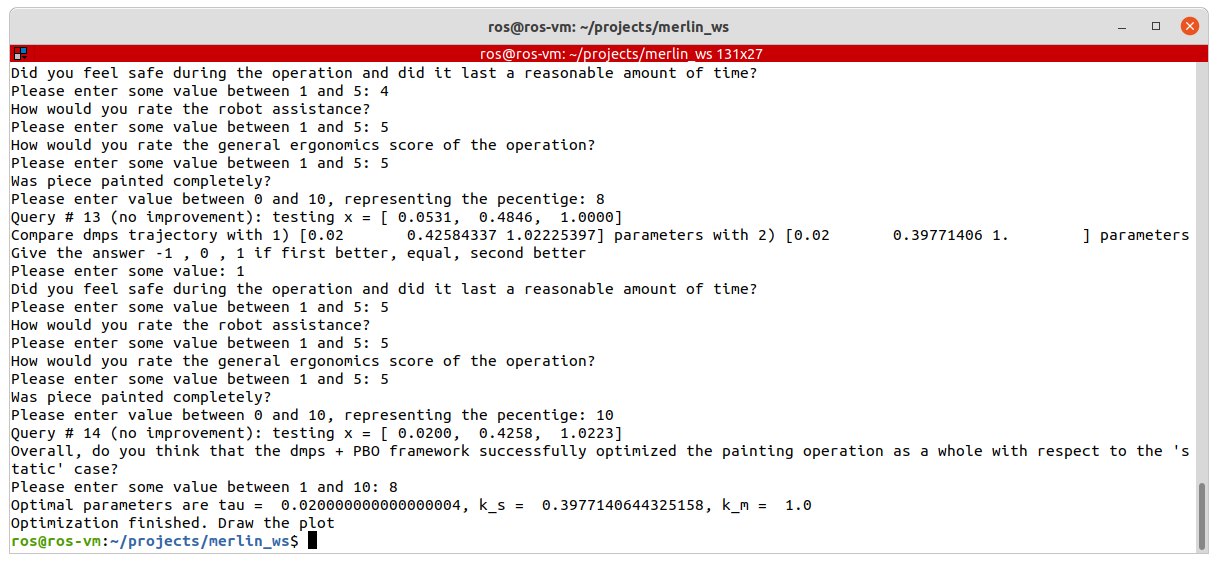 ros@ros-vm: ~/projects/merlin_ws
ros@ros-vm: ~/projects/merlin_ws 131x27
Did you feel safe during the operation and did it last a reasonable amount of time?
Please enter some value between 1 and 5: 4
How would you rate the robot assistance?
Please enter some value between 1 and 5: 5
How would you rate the general ergonomics score of the operation?
Please enter some value between 1 and 5: 5
Was piece painted completely?
Please enter value between 0 and 10, representing the pecentige: 8
Query # 13 (no improvement): testing x = [ 0.0531,  0.4846,  1.0000]
Compare dmps trajectory with 1) [0.02       0.42584337 1.02225397] parameters with 2) [0.02       0.39771406 1.        ] parameters
Give the answer -1 , 0 , 1 if first better, equal, second better
Please enter some value: 1
Did you feel safe during the operation and did it last a reasonable amount of time?
Please enter some value between 1 and 5: 5
How would you rate the robot assistance?
Please enter some value between 1 and 5: 5
How would you rate the general ergonomics score of the operation?
Please enter some value between 1 and 5: 5
Was piece painted completely?
Please enter value between 0 and 10, representing the pecentige: 10
Query # 14 (no improvement): testing x = [ 0.0200,  0.4258,  1.0223]
Overall, do you think that the dmps + PBO framework successfully optimized the painting operation as a whole with respect to the 's
tatic' case?
Please enter some value between 1 and 10: 8
Optimal parameters are tau =  0.020000000000000004, k_s =  0.3977140644325158, k_m =  1.0
Optimization finished. Draw the plot
ros@ros-vm:~/projects/merlin_ws$